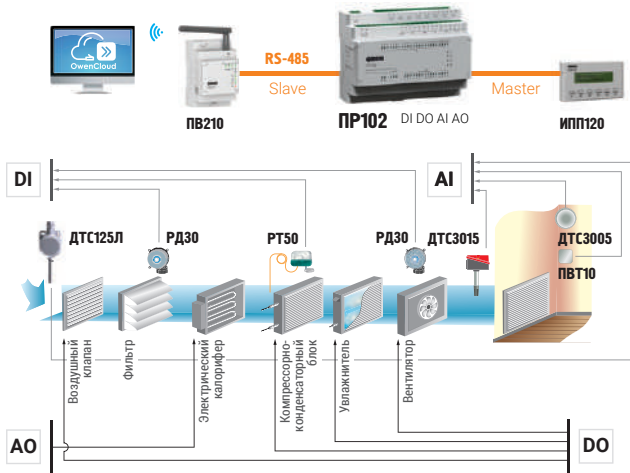 OwenCloud
RS-485
Slave
Master
ПВ210
ПР102 DI DO AI AO
ИПП120
DI
AI
ДТС125Л
РД30
РТ50
РД30
ДТС3015
ДТС3005
ПВТ10
Воздушный
клапан
Фильтр
Электрический
калорифер
Компрессорно-
конденсаторный
блок
Увлажнитель
Вентилятор
AO
DO